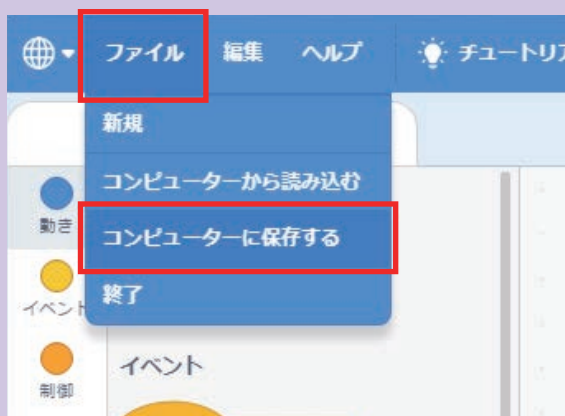 ファイル 編集 ヘルプ チュートリア
新規
コンピューターから読み込む
動き
コンピューターに保存する
終了
イベント
イベント
制御